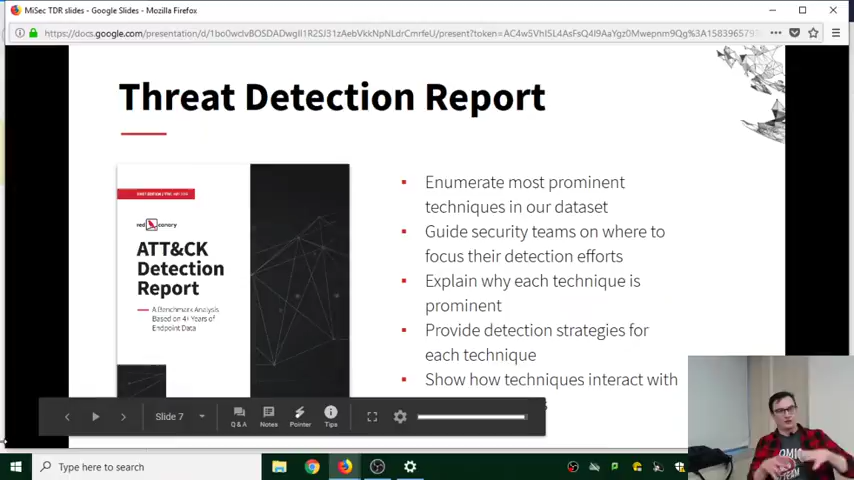 MiSec TDR slides - Google Slides - Mozilla Firefox
Threat Detection Report
red canary
ATT&CK
Detection
Report
A Benchmark Analysis
Based on 4+ Years of
Endpoint Data
Enumerate most prominent
techniques in our dataset
Guide security teams on where to
focus their detection efforts
Explain why each technique is
prominent
Provide detection strategies for
each technique
Show how techniques interact with
Slide 7
Q & A
Notes
Pointer
Tips
Type here to search